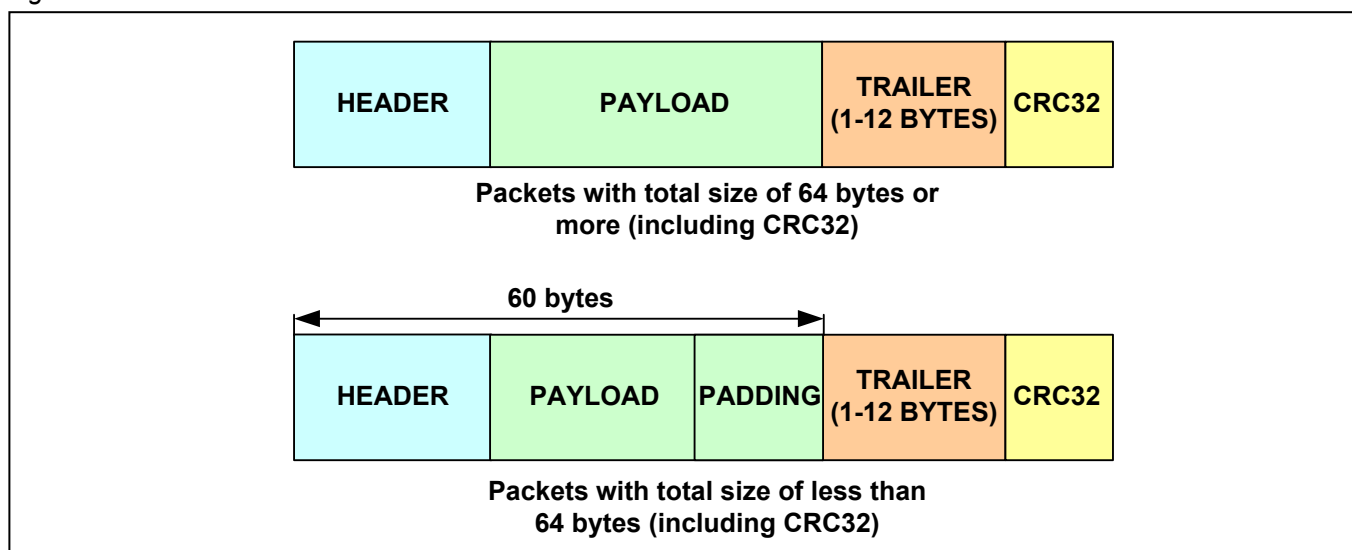 HEADER
PAYLOAD
TRAILER
(1-12 BYTES)
CRC32
Packets with total size of 64 bytes or
more (including CRC32)
60 bytes
HEADER
PAYLOAD
PADDING
TRAILER
(1-12 BYTES)
CRC32
Packets with total size of less than
64 bytes (including CRC32)